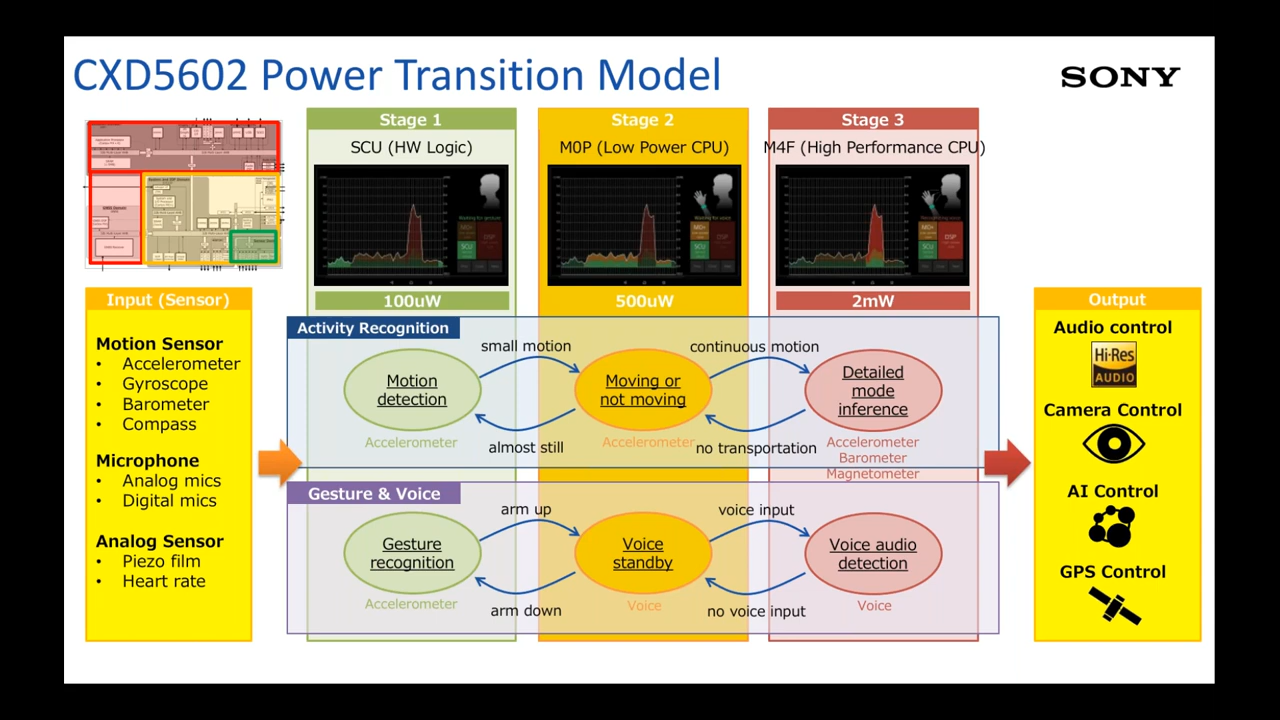 CXD5602 Power Transition Model
SONY
Stage 1
Stage 2
Stage 3
SCU (HW Logic)
M0P (Low Power CPU)
M4F (High Performance CPU)
100uW
500uW
2mW
Input (Sensor)
Motion Sensor
• Accelerometer
• Gyroscope
• Barometer
• Compass
Microphone
• Analog mics
• Digital mics
Analog Sensor
• Piezo film
• Heart rate
Activity Recognition
small motion
continuous motion
Motion
detection
Moving or
not moving
Detailed
mode
inference
almost still
no transportation
Accelerometer
Accelerometer
Accelerometer
Barometer
Magnetometer
Gesture & Voice
arm up
voice input
Gesture
recognition
Voice
standby
Voice audio
detection
arm down
no voice input
Accelerometer
Voice
Voice
Output
Audio control
Hi-Res
AUDIO
Camera Control
AI Control
GPS Control